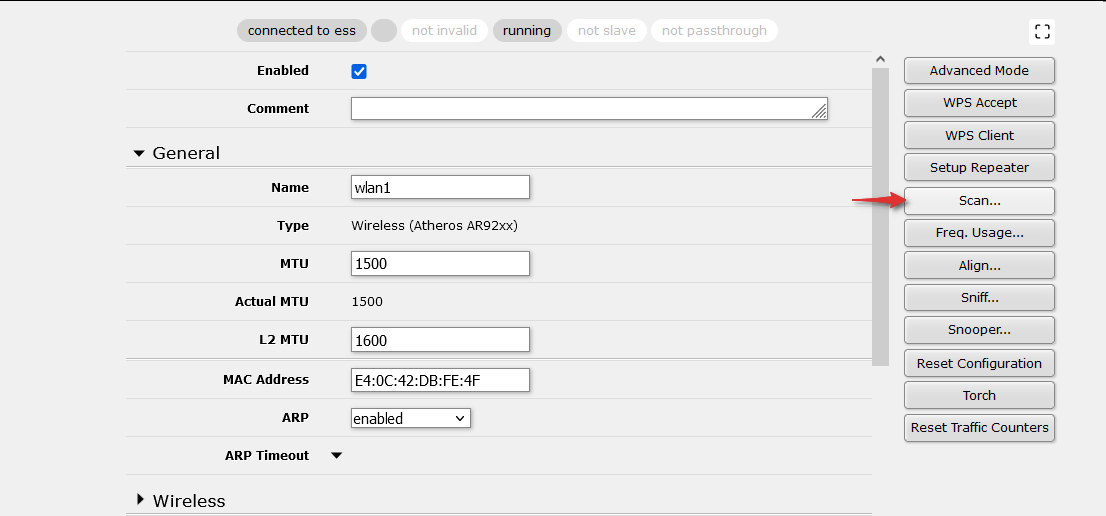 connected to ess not invalid running not slave not passthrough
Enabled
Comment
General
Name wlan1
Type Wireless (Atheros AR92xx)
MTU 1500
Actual MTU 1500
L2 MTU 1600
MAC Address E4:0C:42:DB:FE:4F
ARP enabled
ARP Timeout
Wireless
Advanced Mode
WPS Accept
WPS Client
Setup Repeater
Scan...
Freq. Usage...
Align...
Sniff...
Snooper...
Reset Configuration
Torch
Reset Traffic Counters